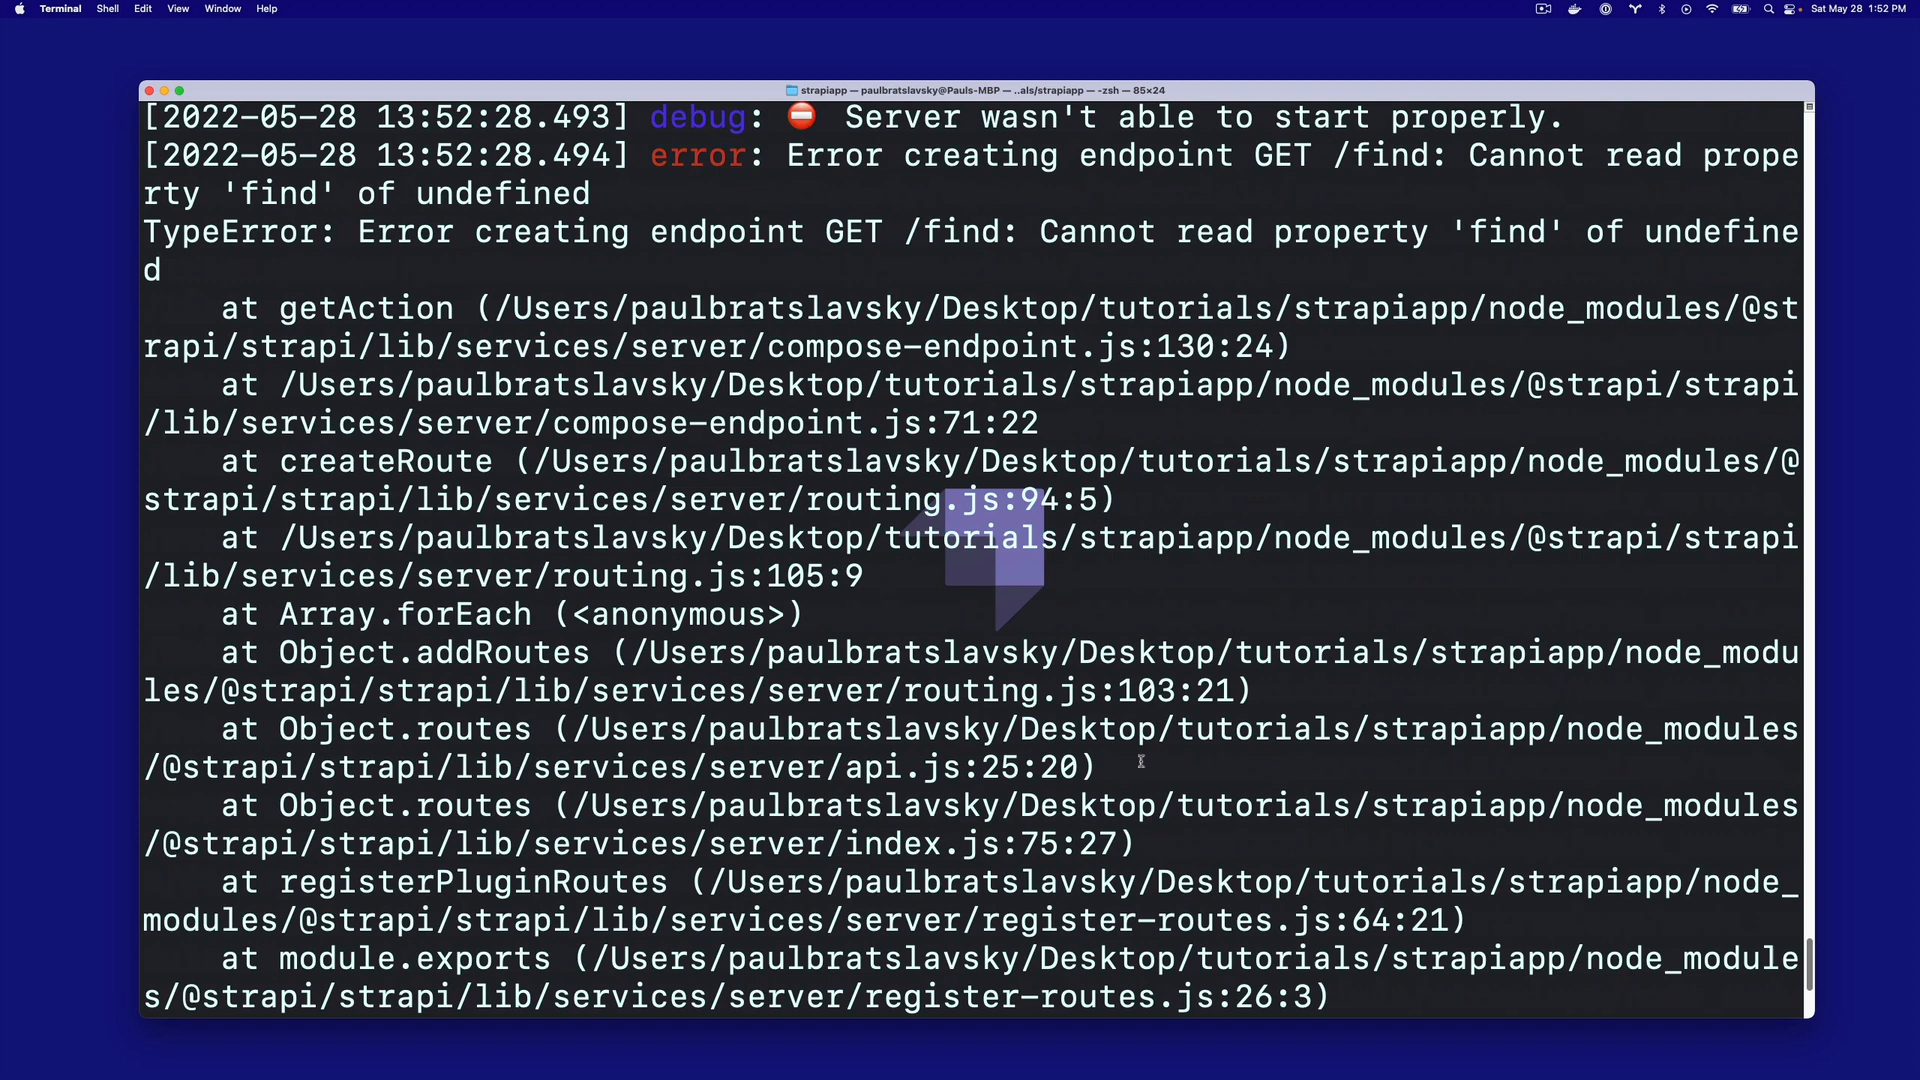 Terminal Shell Edit View Window Help Sat May 28 1:52 PM
strapiapp — paulbratslavsky@Pauls-MBP — ..als/strapiapp — -zsh — 85×24
[2022-05-28 13:52:28.493] debug: ⛔ Server wasn't able to start properly.
[2022-05-28 13:52:28.494] error: Error creating endpoint GET /find: Cannot read prope
rty 'find' of undefined
TypeError: Error creating endpoint GET /find: Cannot read property 'find' of undefine
d
    at getAction (/Users/paulbratslavsky/Desktop/tutorials/strapiapp/node_modules/@st
rapi/strapi/lib/services/server/compose-endpoint.js:130:24)
    at /Users/paulbratslavsky/Desktop/tutorials/strapiapp/node_modules/@strapi/strapi
/lib/services/server/compose-endpoint.js:71:22
    at createRoute (/Users/paulbratslavsky/Desktop/tutorials/strapiapp/node_modules/@
strapi/strapi/lib/services/server/routing.js:94:5)
    at /Users/paulbratslavsky/Desktop/tutorials/strapiapp/node_modules/@strapi/strapi
/lib/services/server/routing.js:105:9
    at Array.forEach (<anonymous>)
    at Object.addRoutes (/Users/paulbratslavsky/Desktop/tutorials/strapiapp/node_modu
les/@strapi/strapi/lib/services/server/routing.js:103:21)
    at Object.routes (/Users/paulbratslavsky/Desktop/tutorials/strapiapp/node_modules
/@strapi/strapi/lib/services/server/api.js:25:20)
    at Object.routes (/Users/paulbratslavsky/Desktop/tutorials/strapiapp/node_modules
/@strapi/strapi/lib/services/server/index.js:75:27)
    at registerPluginRoutes (/Users/paulbratslavsky/Desktop/tutorials/strapiapp/node_
modules/@strapi/strapi/lib/services/server/register-routes.js:64:21)
    at module.exports (/Users/paulbratslavsky/Desktop/tutorials/strapiapp/node_module
s/@strapi/strapi/lib/services/server/register-routes.js:26:3)